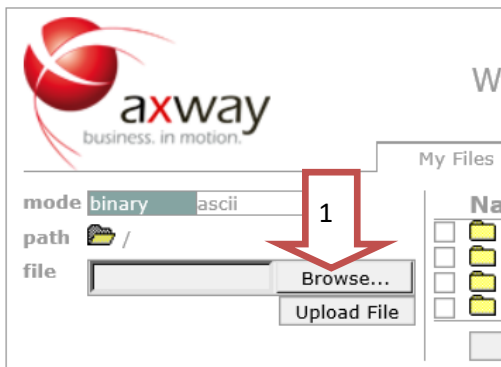 axway
business. in motion.
W
My Files
mode binary ascii
path /
file
1
Browse...
Upload File
Na